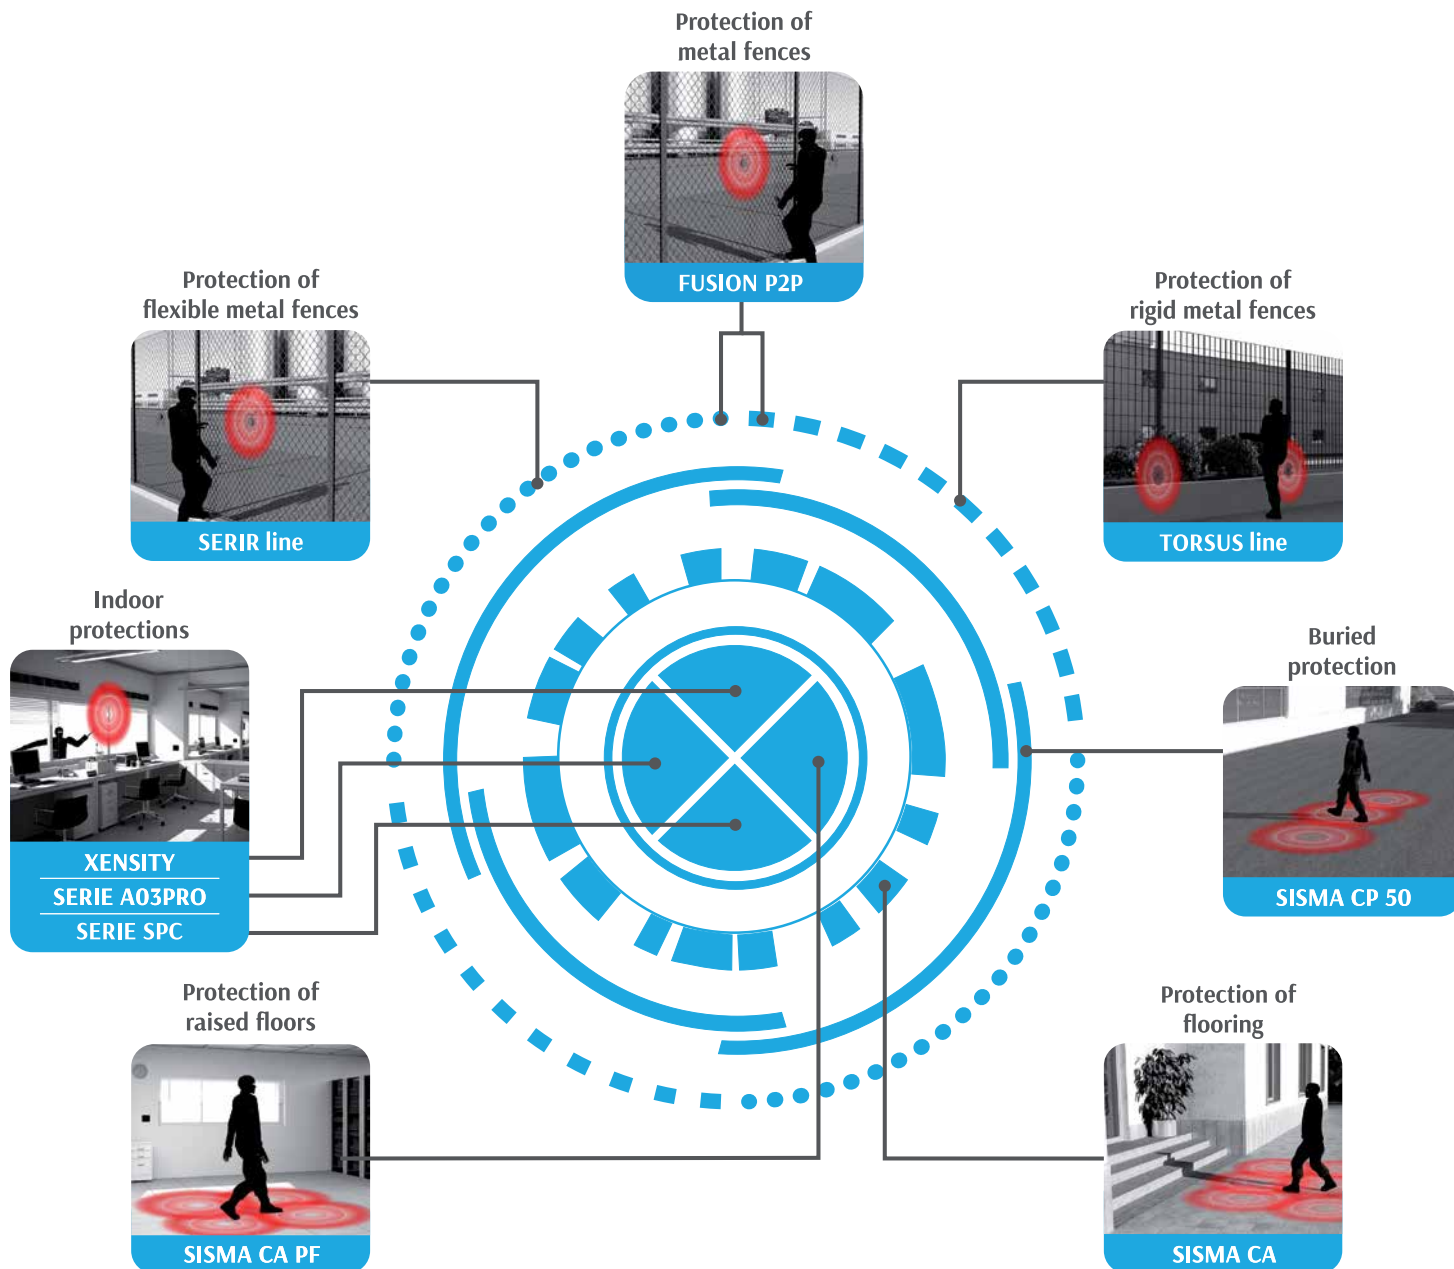 Protection of
metal fences
FUSION P2P
Protection of
flexible metal fences
SERIR line
Protection of
rigid metal fences
TORSUS line
Indoor
protections
XENSITY
SERIE A03PRO
SERIE SPC
Buried
protection
SISMA CP 50
Protection of
raised floors
SISMA CA PF
Protection of
flooring
SISMA CA